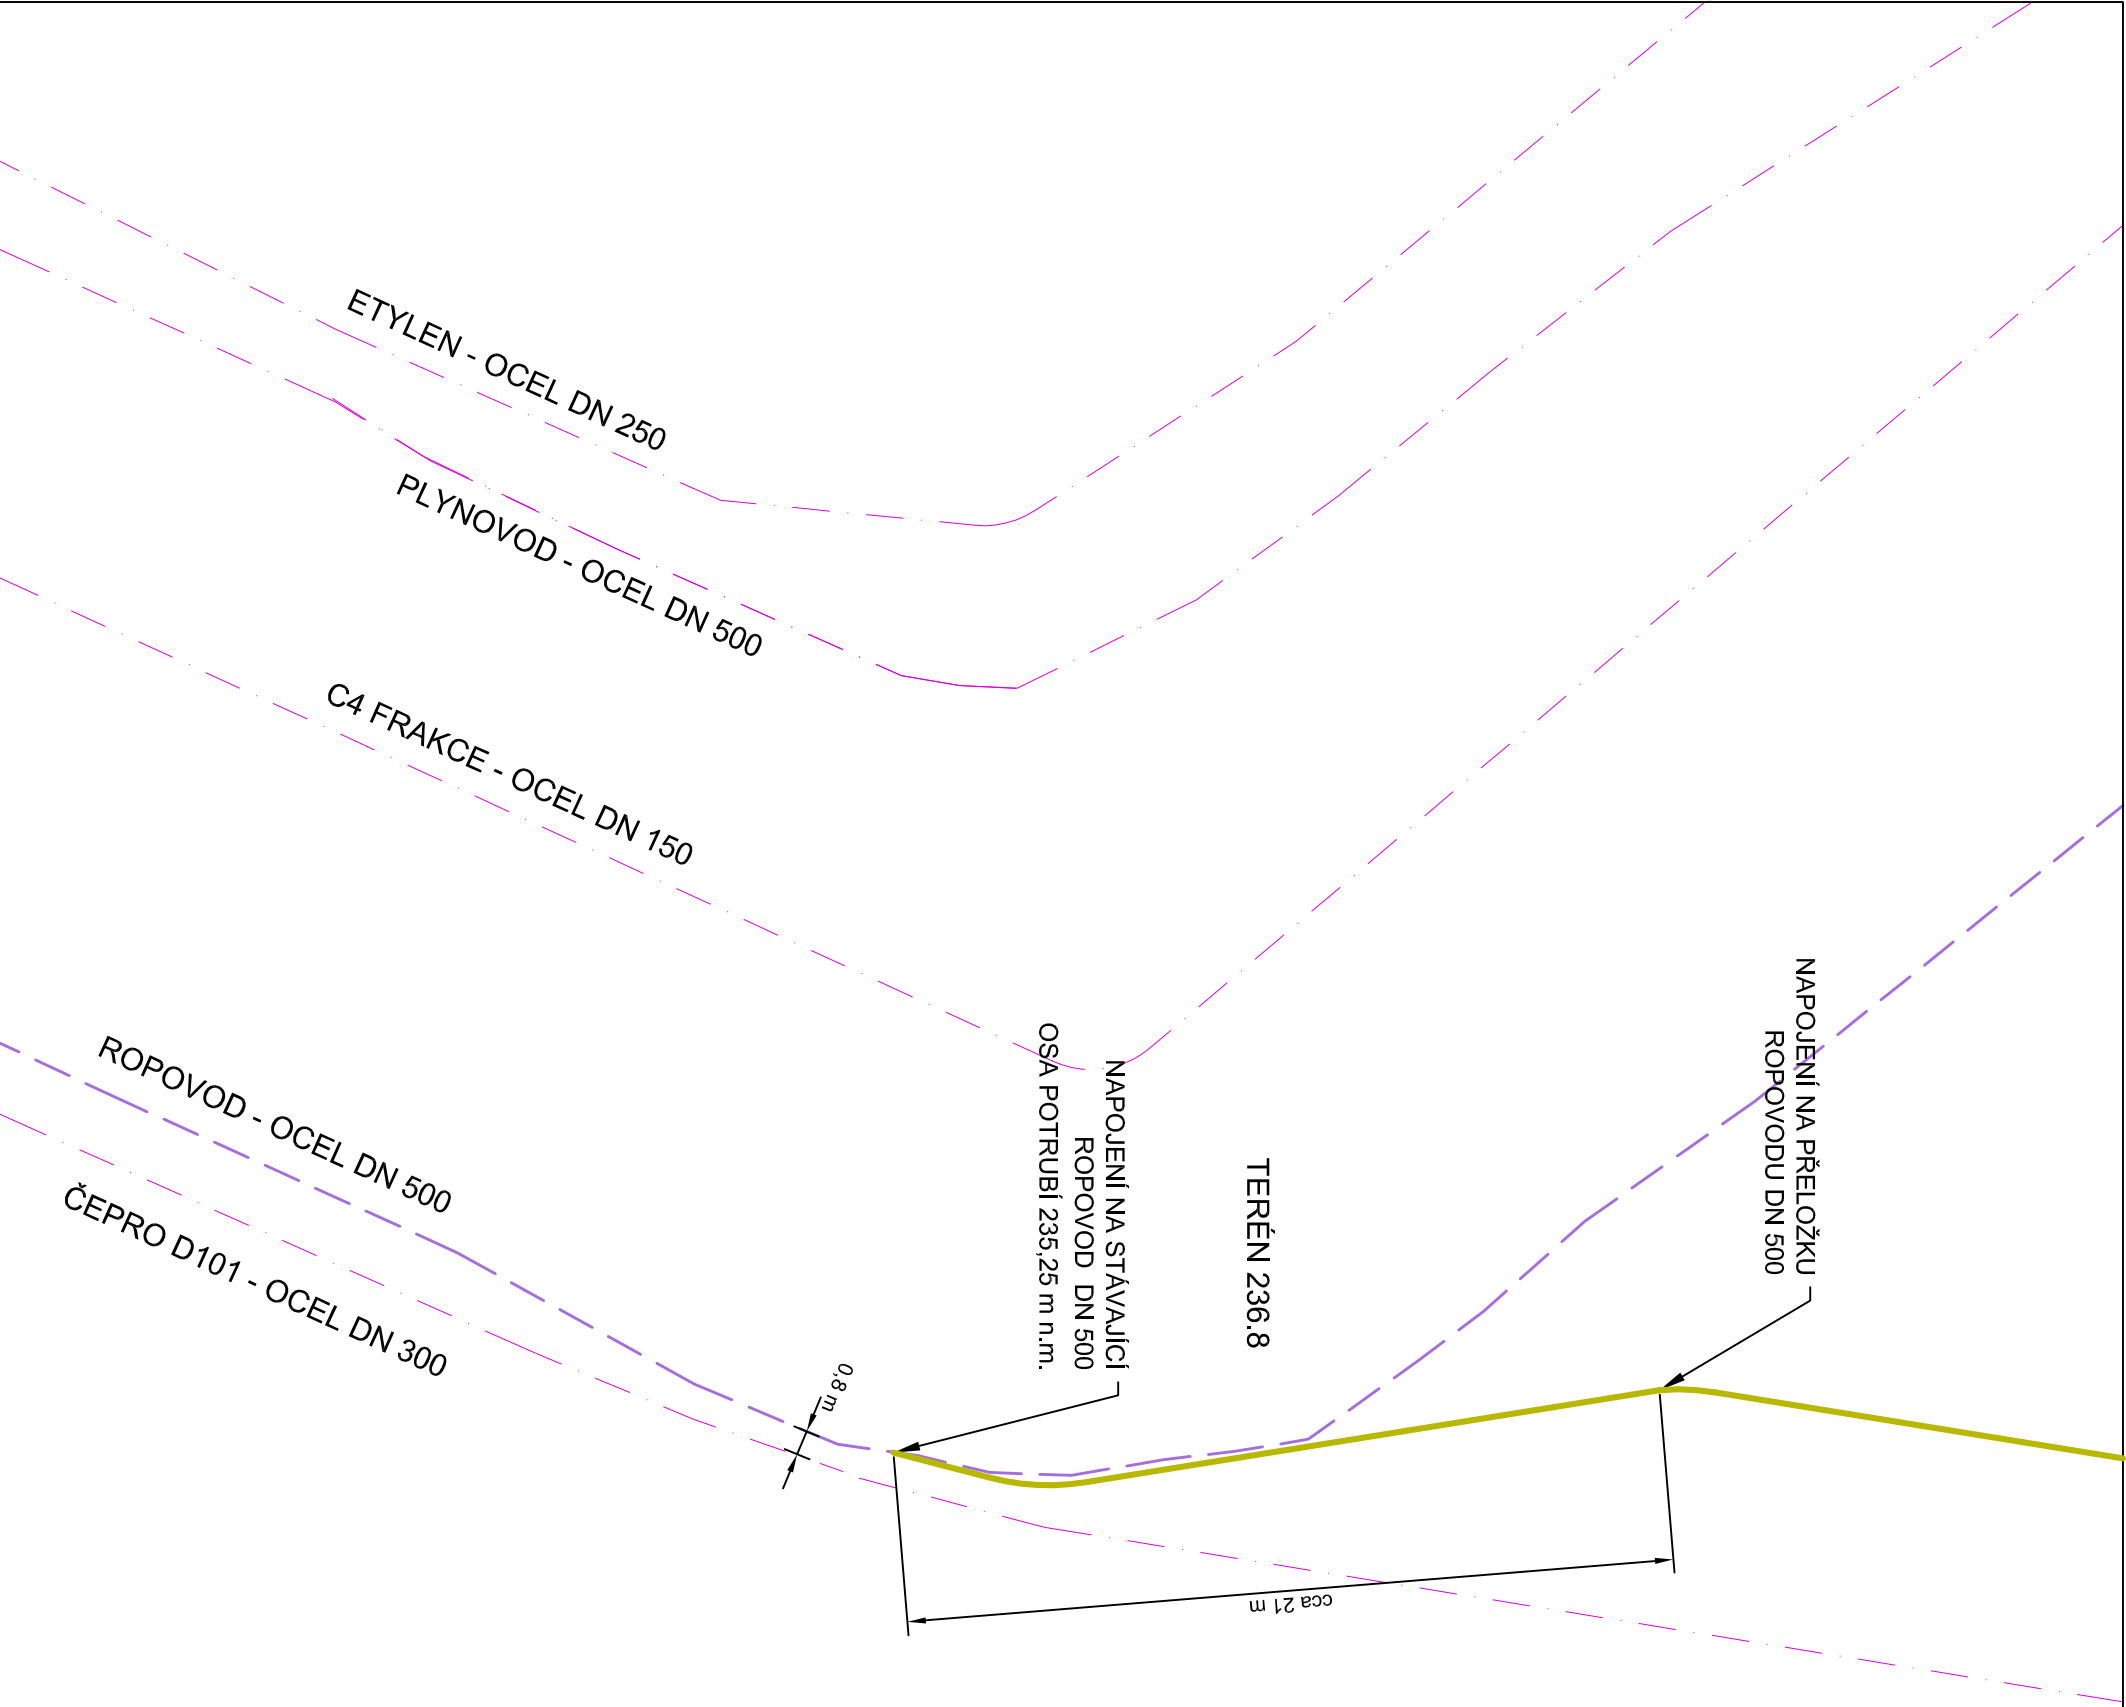 ETYLEN - OCEL DN 250
PLYNOVOD - OCEL DN 500
C4 FRAKCE - OCEL DN 150
ROPOVOD - OCEL DN 500
ČEPRO D101 - OCEL DN 300
NAPOJENÍ NA PŘELOŽKU
ROPOVODU DN 500
TERÉN 236.8
NAPOJENÍ NA STÁVAJÍCÍ
ROPOVOD DN 500
OSA POTRUBÍ 235,25 m n.m.
0,8 m
cca 21 m